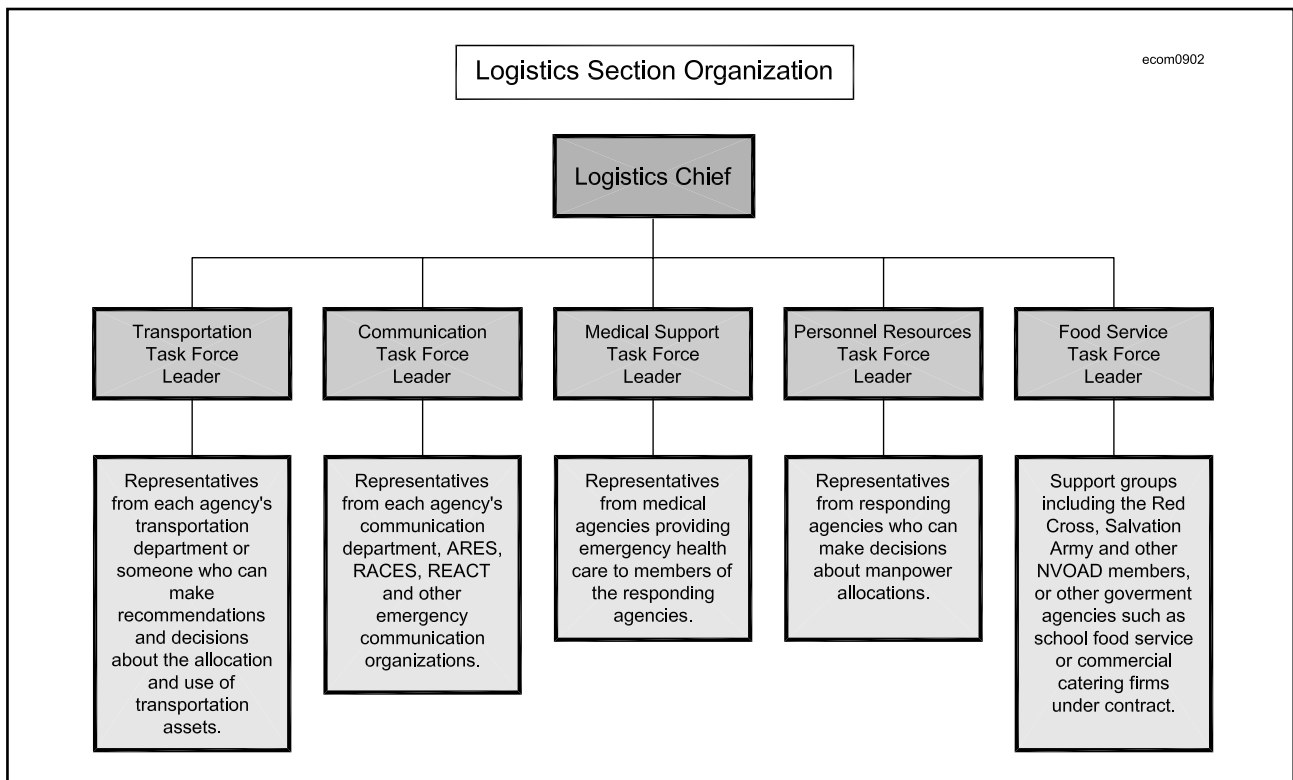 Logistics Section Organization
ecom0902
Logistics Chief
Transportation
Task Force
Leader
Communication
Task Force
Leader
Medical Support
Task Force
Leader
Personnel Resources
Task Force
Leader
Food Service
Task Force
Leader
Representatives
from each agency's
transportation
department or
someone who can
make
recommendations
and decisions
about the allocation
and use of
transportation
assets.
Representatives
from each agency's
communication
department, ARES,
RACES, REACT
and other
emergency
communication
organizations.
Representatives
from medical
agencies providing
emergency health
care to members of
the responding
agencies.
Representatives
from responding
agencies who can
make decisions
about manpower
allocations.
Support groups
including the Red
Cross, Salvation
Army and other
NVOAD members,
or other goverment
agencies such as
school food service
or commercial
catering firms
under contract.